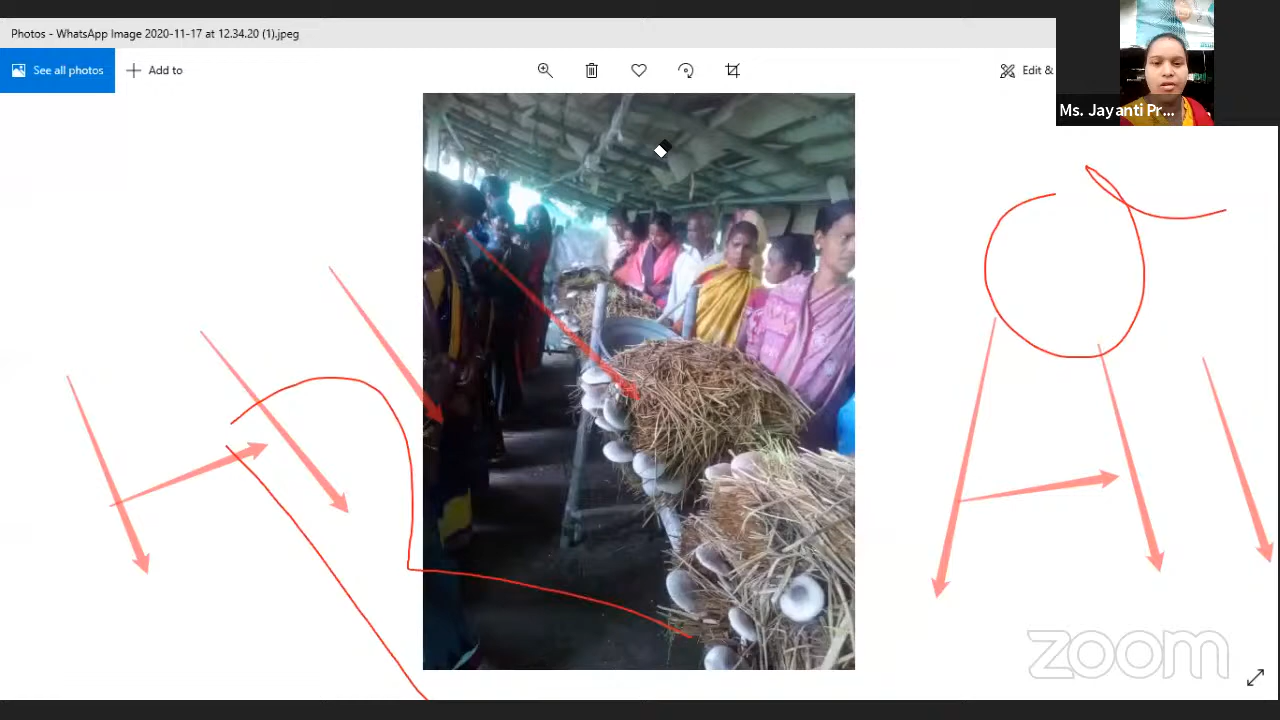 Photos - WhatsApp Image 2020-11-17 at 12.34.20 (1).jpeg
See all photos
Add to
Edit &
Ms. Jayanti Pr...
zoom